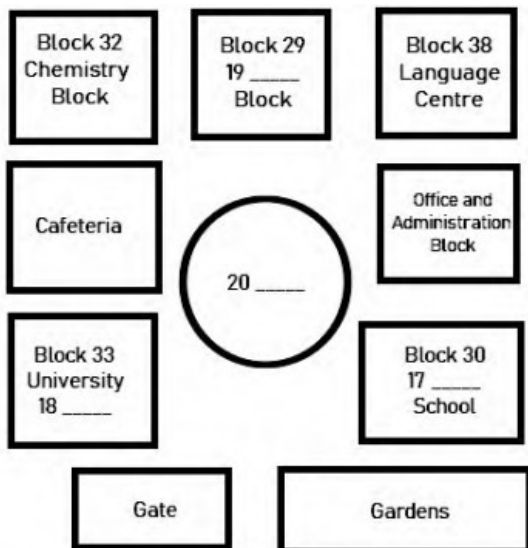 Block 32
Chemistry
Block
Block 29
19 _____
Block
Block 38
Language
Centre
Cafeteria
Office and
Administration
Block
20 _____
Block 33
University
18 _____
Block 30
17 _____
School
Gate
Gardens